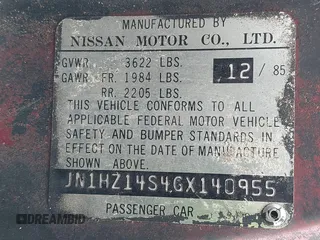 MANUFACTURED BY
NISSAN MOTOR CO., LTD.
GVWR 3622 LBS.
GAWR FR. 1984 LBS. 12 / 85
RR. 2205 LBS.
THIS VEHICLE CONFORMS TO ALL
APPLICABLE FEDERAL MOTOR VEHICLE
SAFETY AND BUMPER STANDARDS IN
EFFECT ON THE DATE OF MANUFACTURE
SHOWN ABOVE.
JN1HZ14S4GX140955
PASSENGER CAR
DREAMBID